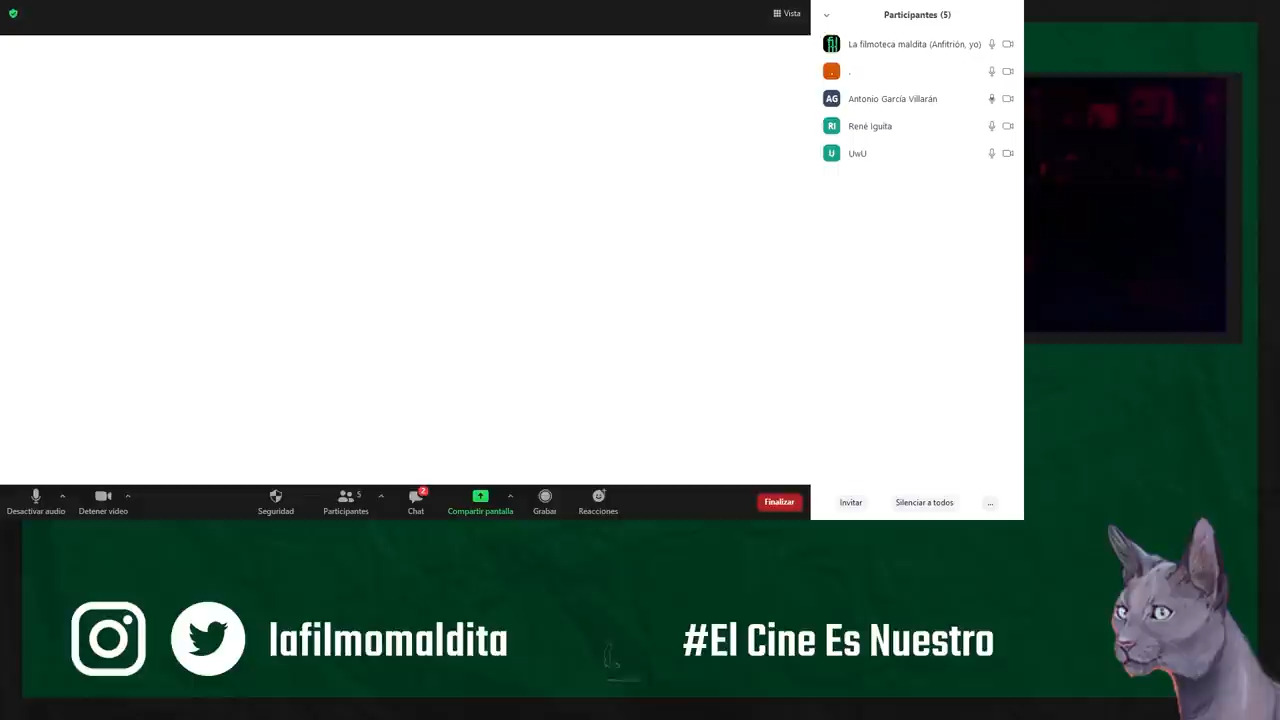 Vista
Participantes (5)
La filmoteca maldita (Anfitrión, yo)
.
.
AG
Antonio García Villarán
RI
René Iguita
U
UwU
Desactivar audio
Detener video
Seguridad
5
Participantes
2
Chat
Compartir pantalla
Grabar
Reacciones
Finalizar
Invitar
Silenciar a todos
...
lafilmomaldita
#El Cine Es Nuestro